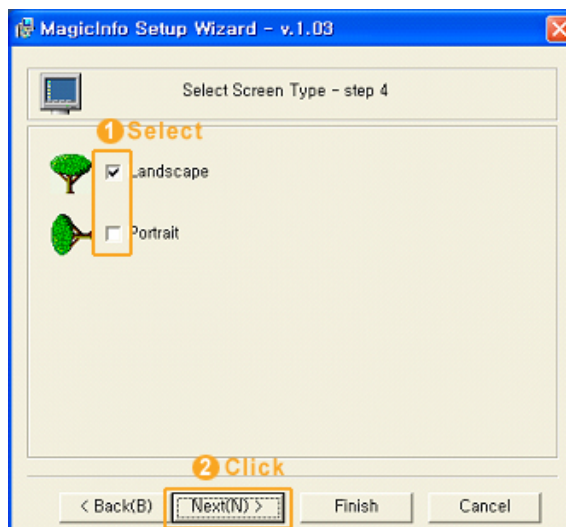 MagicInfo Setup Wizard - v.1.03
Select Screen Type - step 4
1 Select
Landscape
Portrait
2 Click
< Back(B)
Next(N) >
Finish
Cancel